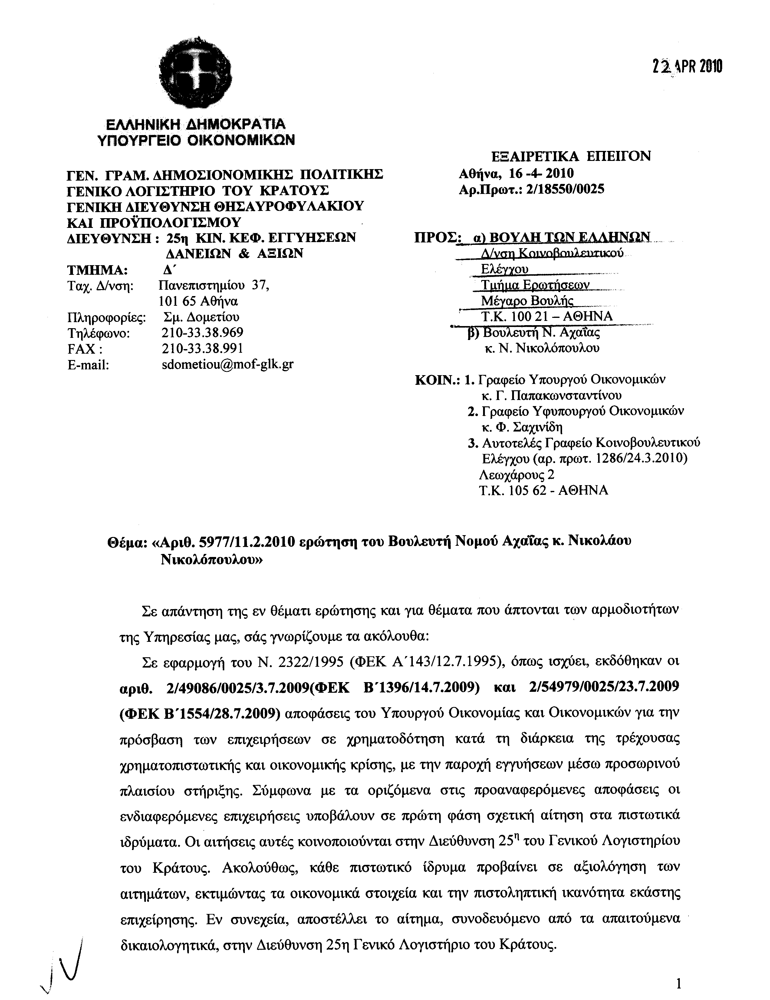 22 APR 2010
ΕΛΛΗΝΙΚΗ ΔΗΜΟΚΡΑΤΙΑ
ΥΠΟΥΡΓΕΙΟ ΟΙΚΟΝΟΜΙΚΩΝ
ΓΕΝ. ΓΡΑΜ. ΔΗΜΟΣΙΟΝΟΜΙΚΗΣ ΠΟΛΙΤΙΚΗΣ
ΓΕΝΙΚΟ ΛΟΓΙΣΤΗΡΙΟ ΤΟΥ ΚΡΑΤΟΥΣ
ΓΕΝΙΚΗ ΔΙΕΥΘΥΝΣΗ ΘΗΣΑΥΡΟΦΥΛΑΚΙΟΥ
ΚΑΙ ΠΡΟΫΠΟΛΟΓΙΣΜΟΥ
ΔΙΕΥΘΥΝΣΗ : 25η ΚΙΝ. ΚΕΦ. ΕΓΓΥΗΣΕΩΝ
ΔΑΝΕΙΩΝ & ΑΞΙΩΝ
ΤΜΗΜΑ: Δ΄
Ταχ. Δ/νση: Πανεπιστημίου 37,
101 65 Αθήνα
Πληροφορίες: Σμ. Δομετίου
Τηλέφωνο: 210-33.38.969
FAX : 210-33.38.991
E-mail: sdometiou@mof-glk.gr
ΕΞΑΙΡΕΤΙΚΑ ΕΠΕΙΓΟΝ
Αθήνα, 16 -4- 2010
Αρ.Πρωτ.: 2/18550/0025
ΠΡΟΣ: α) ΒΟΥΛΗ ΤΩΝ ΕΛΛΗΝΩΝ
Δ/νση Κοινοβουλευτικού
Ελέγχου
Τμήμα Ερωτήσεων
Μέγαρο Βουλής
Τ.Κ. 100 21 – ΑΘΗΝΑ
β) Βουλευτή Ν. Αχαΐας
κ. Ν. Νικολόπουλου
ΚΟΙΝ.: 1. Γραφείο Υπουργού Οικονομικών
κ. Γ. Παπακωνσταντίνου
2. Γραφείο Υφυπουργού Οικονομικών
κ. Φ. Σαχινίδη
3. Αυτοτελές Γραφείο Κοινοβουλευτικού
Ελέγχου (αρ. πρωτ. 1286/24.3.2010)
Λεωχάρους 2
Τ.Κ. 105 62 - ΑΘΗΝΑ
Θέμα: «Αριθ. 5977/11.2.2010 ερώτηση του Βουλευτή Νομού Αχαΐας κ. Νικολάου
Νικολόπουλου»
Σε απάντηση της εν θέματι ερώτησης και για θέματα που άπτονται των αρμοδιοτήτων
της Υπηρεσίας μας, σάς γνωρίζουμε τα ακόλουθα:
Σε εφαρμογή του Ν. 2322/1995 (ΦΕΚ Α΄143/12.7.1995), όπως ισχύει, εκδόθηκαν οι
αριθ. 2/49086/0025/3.7.2009(ΦΕΚ Β΄1396/14.7.2009) και 2/54979/0025/23.7.2009
(ΦΕΚ Β΄1554/28.7.2009) αποφάσεις του Υπουργού Οικονομίας και Οικονομικών για την
πρόσβαση των επιχειρήσεων σε χρηματοδότηση κατά τη διάρκεια της τρέχουσας
χρηματοπιστωτικής και οικονομικής κρίσης, με την παροχή εγγυήσεων μέσω προσωρινού
πλαισίου στήριξης. Σύμφωνα με τα οριζόμενα στις προαναφερόμενες αποφάσεις οι
ενδιαφερόμενες επιχειρήσεις υποβάλουν σε πρώτη φάση σχετική αίτηση στα πιστωτικά
ιδρύματα. Οι αιτήσεις αυτές κοινοποιούνται στην Διεύθυνση 25η του Γενικού Λογιστηρίου
του Κράτους. Ακολούθως, κάθε πιστωτικό ίδρυμα προβαίνει σε αξιολόγηση των
αιτημάτων, εκτιμώντας τα οικονομικά στοιχεία και την πιστοληπτική ικανότητα εκάστης
επιχείρησης. Εν συνεχεία, αποστέλλει το αίτημα, συνοδευόμενο από τα απαιτούμενα
δικαιολογητικά, στην Διεύθυνση 25η Γενικό Λογιστήριο του Κράτους.
1